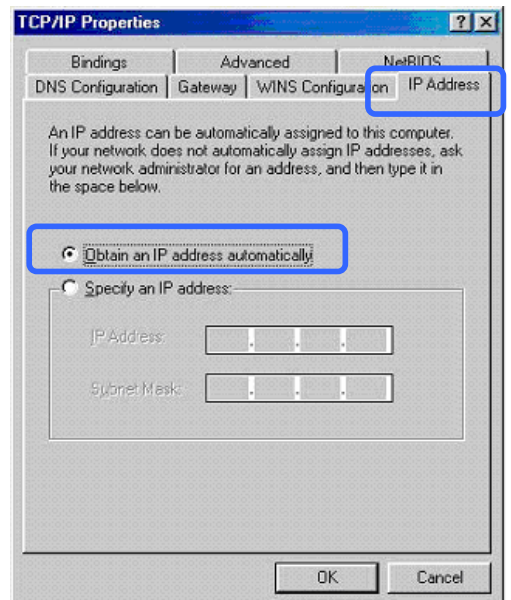 TCP/IP Properties
Bindings
Advanced
NetBIOS
DNS Configuration
Gateway
WINS Configuration
IP Address
An IP address can be automatically assigned to this computer.
If your network does not automatically assign IP addresses, ask
your network administrator for an address, and then type it in
the space below.
Obtain an IP address automatically
Specify an IP address:
IP Address:
Subnet Mask:
OK
Cancel